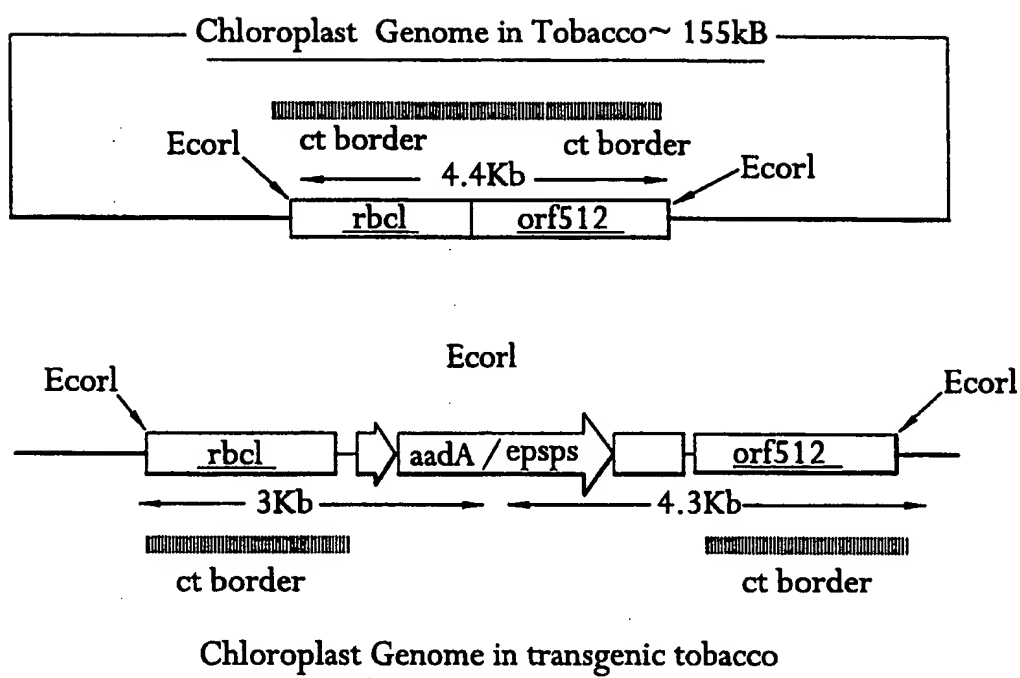 Chloroplast Genome in Tobacco~ 155kB
ct border
ct border
Ecorl
4.4Kb
Ecorl
rbcl
orf512
Ecorl
Ecorl
Ecorl
rbcl
aadA / epsps
orf512
3Kb
4.3Kb
ct border
ct border
Chloroplast Genome in transgenic tobacco